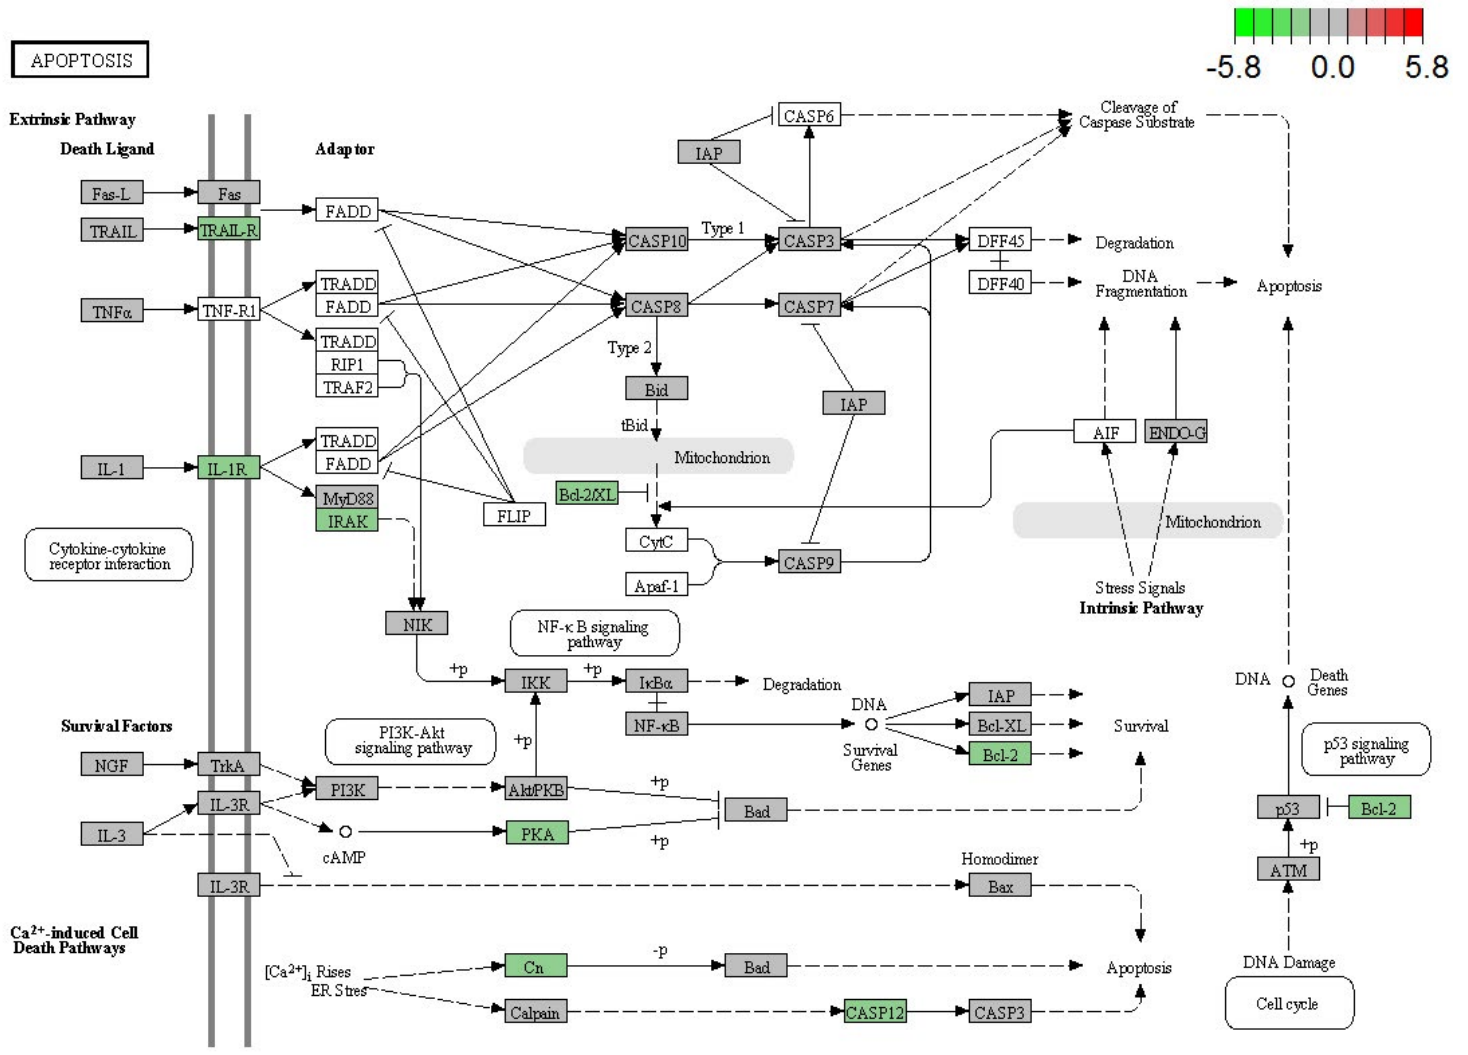 -5.8 0.0 5.8
APOPTOSIS
Extrinsic Pathway
Death Ligand
Adaptor
CASP6
Cleavage of
Caspase Substrate
IAP
Fas-L
Fas
FADD
TRAIL
TRAIL-R
CASP10
Type 1
CASP3
DFF45
Degradation
TNFα
TNF-R1
TRADD
FADD
CASP8
CASP7
DFF40
DNA
Fragmentation
Apoptosis
TRADD
RIP1
TRAF2
Type 2
Bid
IAP
tBid
AIF
ENDO-G
IL-1
IL-1R
TRADD
FADD
MyD88
IRAK
Mitochondrion
Bcl-2/XL
FLIP
CytC
Mitochondrion
Cytokine-cytokine
receptor interaction
Apaf-1
CASP9
Stress Signals
Intrinsic Pathway
NIK
NF-κB signaling
pathway
+p
IKK
+p
IκBα
Degradation
NF-κB
DNA
Survival
Genes
IAP
Bcl-XL
Bcl-2
Survival
DNA
Death
Genes
Survival Factors
PI3K-Akt
signaling pathway
+p
p53 signaling
pathway
NGF
TrkA
PI3K
Akt/PKB
+p
Bad
IL-3R
IL-3
cAMP
PKA
+p
p53
Bcl-2
+p
ATM
IL-3R
Homodimer
Bax
Ca2+-induced Cell
Death Pathways
[Ca2+]i Rises
ER Stres
Cn
-p
Bad
Apoptosis
DNA Damage
Calpain
CASP12
CASP3
Cell cycle